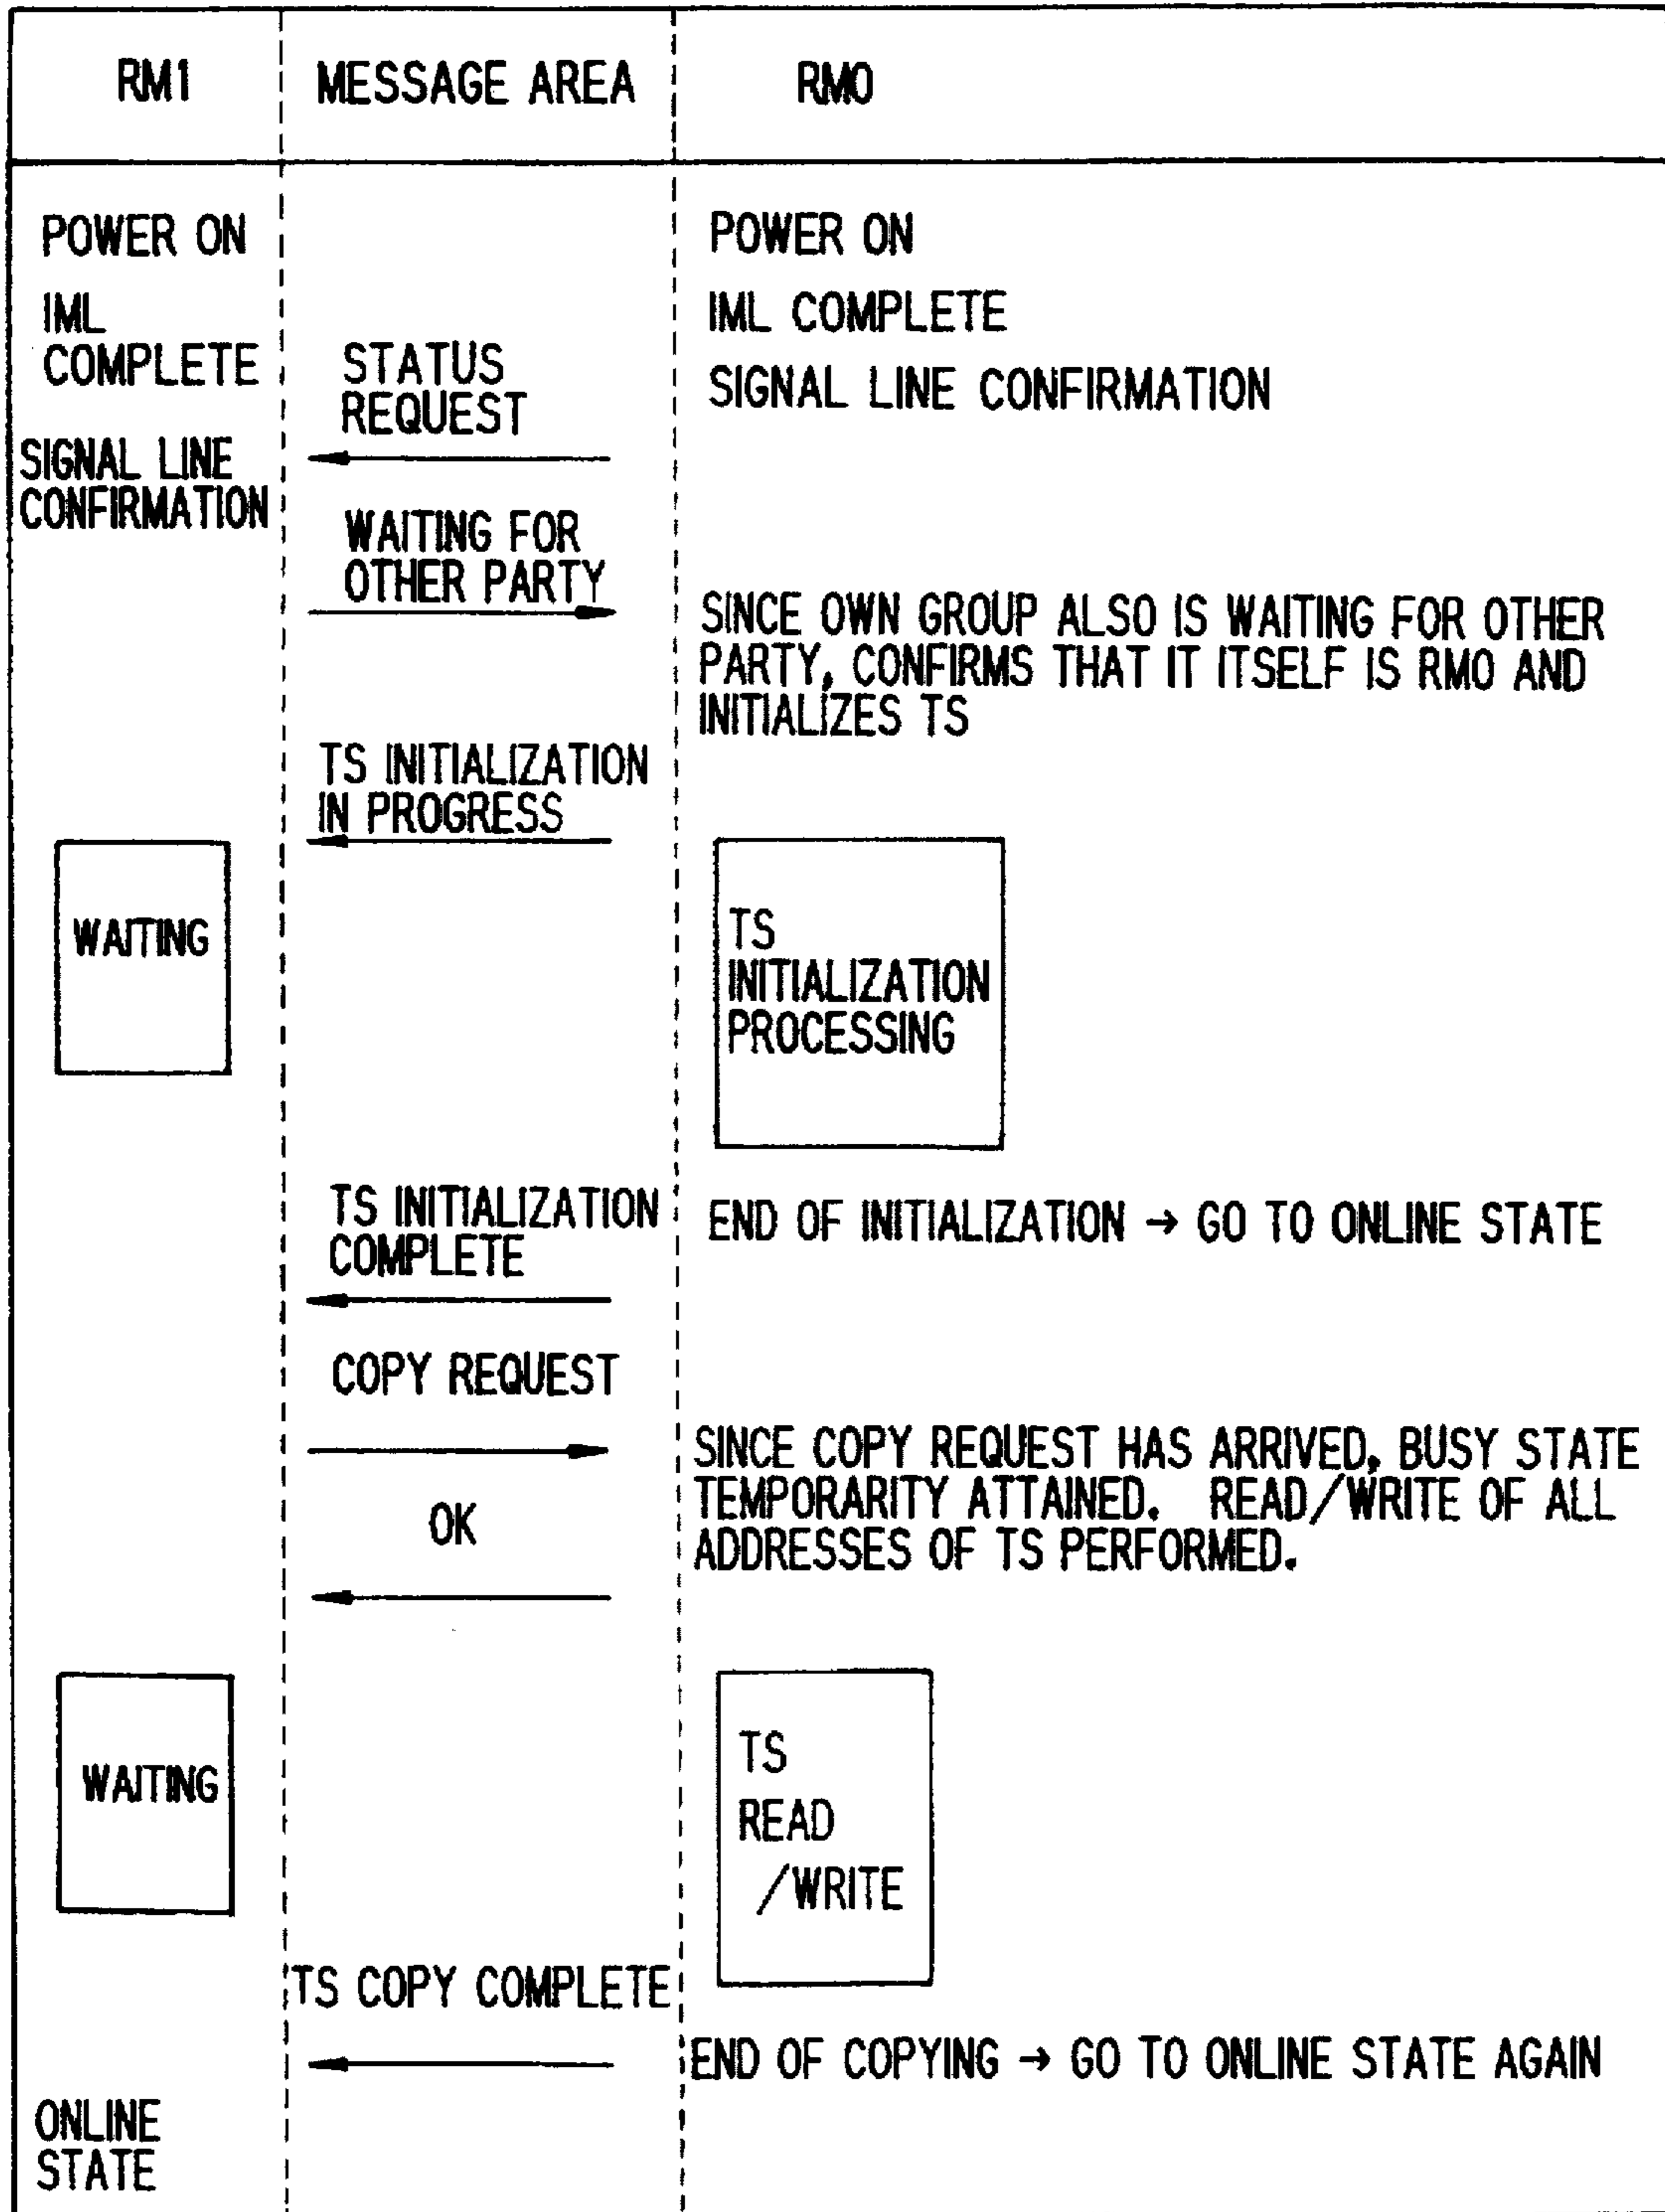 RM1
MESSAGE AREA
RM0
POWER ON
POWER ON
IML
COMPLETE
IML COMPLETE
STATUS
REQUEST
SIGNAL LINE CONFIRMATION
SIGNAL LINE
CONFIRMATION
WAITING FOR
OTHER PARTY
SINCE OWN GROUP ALSO IS WAITING FOR OTHER
PARTY, CONFIRMS THAT IT ITSELF IS RM0 AND
INITIALIZES TS
TS INITIALIZATION
IN PROGRESS
WAITING
TS
INITIALIZATION
PROCESSING
TS INITIALIZATION
COMPLETE
END OF INITIALIZATION → GO TO ONLINE STATE
COPY REQUEST
SINCE COPY REQUEST HAS ARRIVED, BUSY STATE
TEMPORARITY ATTAINED. READ/WRITE OF ALL
ADDRESSES OF TS PERFORMED.
OK
WAITING
TS
READ
/WRITE
TS COPY COMPLETE
END OF COPYING → GO TO ONLINE STATE AGAIN
ONLINE
STATE